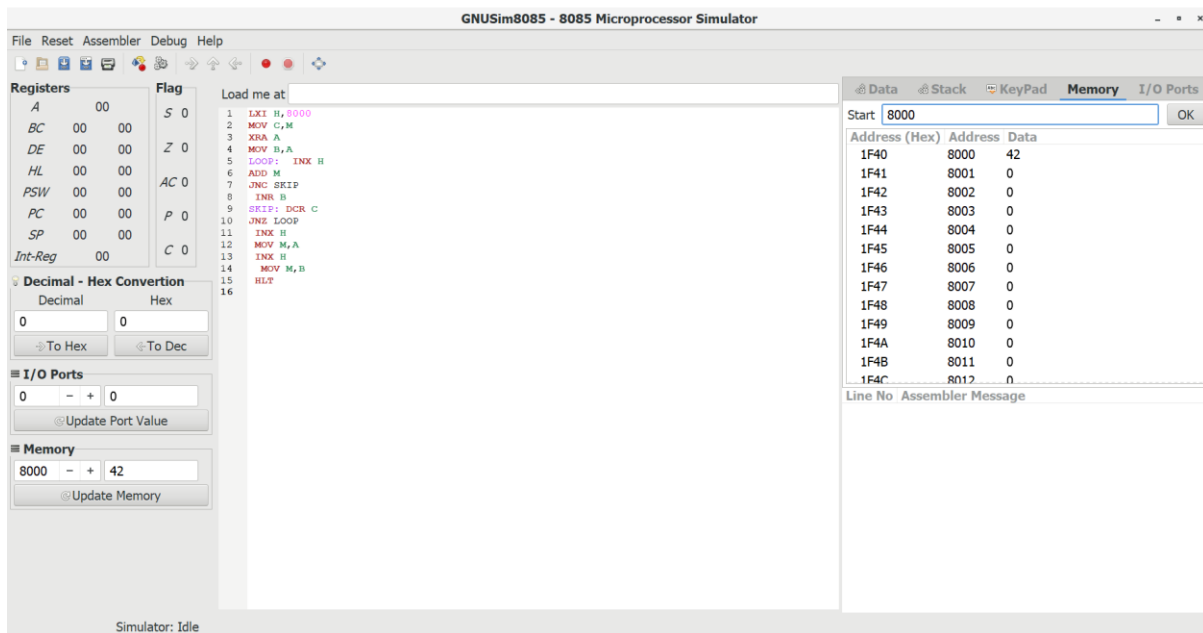 GNUSim8085 - 8085 Microprocessor Simulator
File Reset Assembler Debug Help
Registers
A 00
BC 00 00
DE 00 00
HL 00 00
PSW 00 00
PC 00 00
SP 00 00
Int-Reg 00
Flag
S 0
Z 0
AC 0
P 0
C 0
Decimal - Hex Convertion
Decimal Hex
0 0
To Hex To Dec
I/O Ports
0 - + 0
Update Port Value
Memory
8000 - + 42
Update Memory
Load me at
1 LXI H,8000
2 MOV C,M
3 XRA A
4 MOV B,A
5 LOOP: INX H
6 ADD M
7 JNC SKIP
8 INR B
9 SKIP: DCR C
10 JNZ LOOP
11 INX H
12 MOV M,A
13 INX H
14 MOV M,B
15 HLT
16
Data Stack KeyPad Memory I/O Ports
Start 8000 OK
Address (Hex) Address Data
1F40 8000 42
1F41 8001 0
1F42 8002 0
1F43 8003 0
1F44 8004 0
1F45 8005 0
1F46 8006 0
1F47 8007 0
1F48 8008 0
1F49 8009 0
1F4A 8010 0
1F4B 8011 0
1F4C 8012 0
Line No Assembler Message
Simulator: Idle